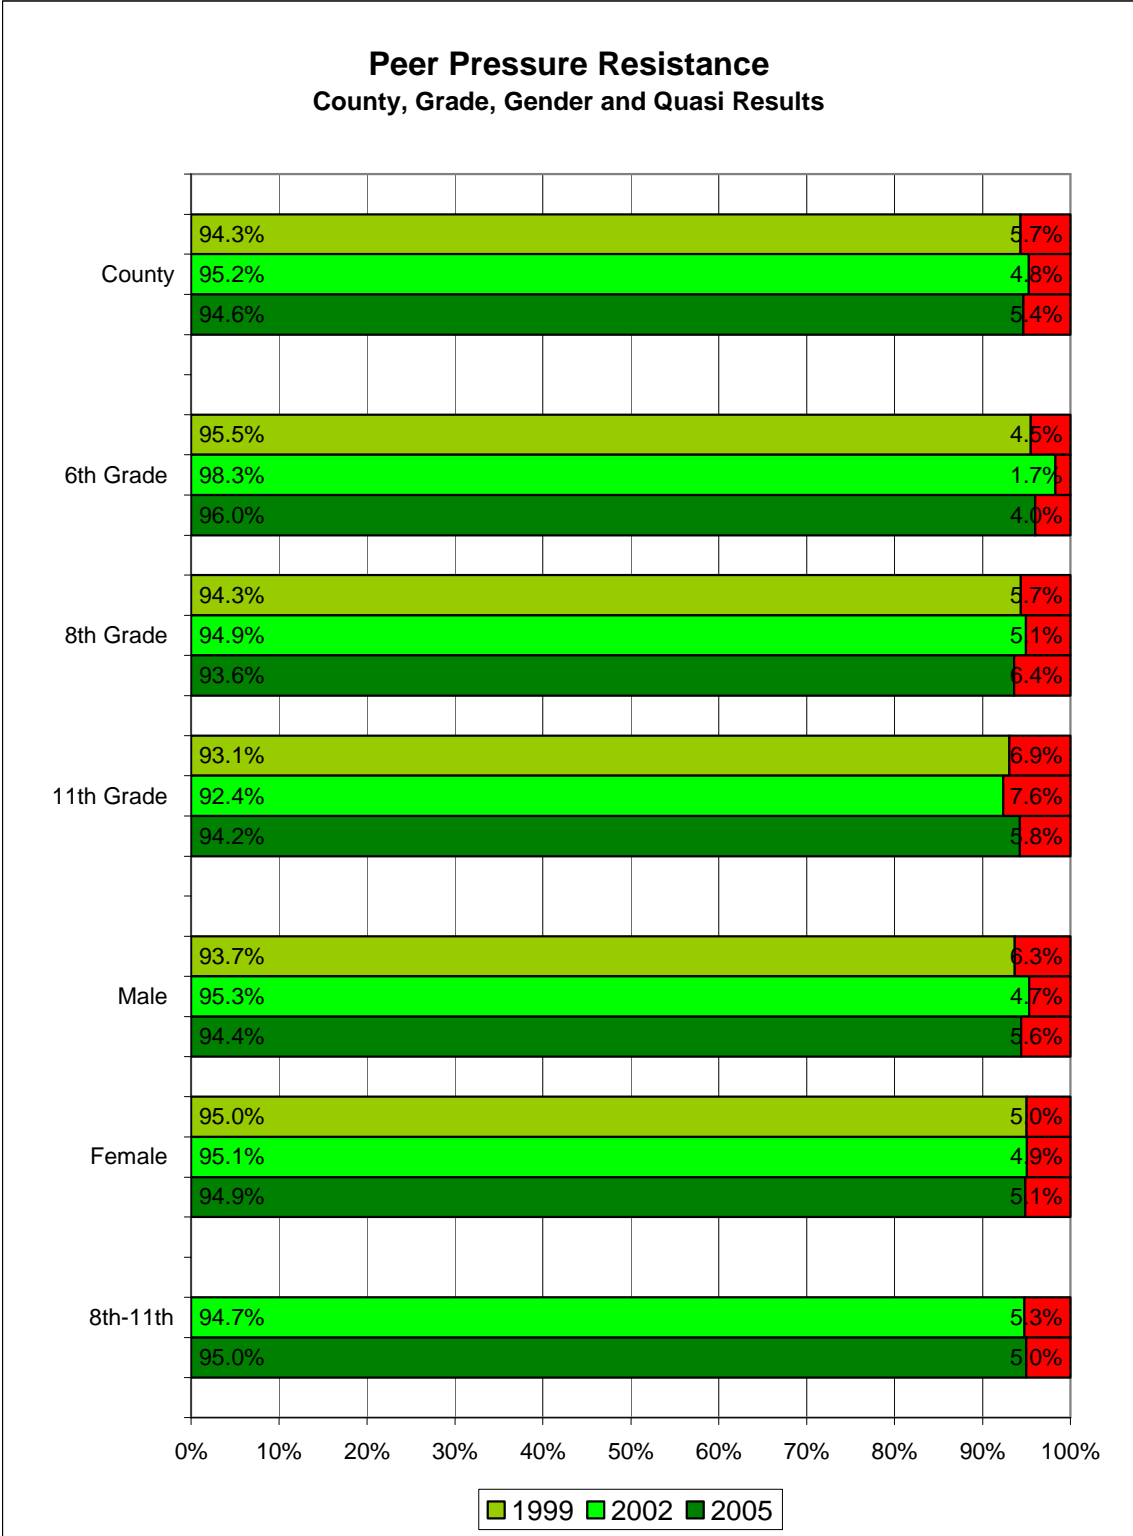 Peer Pressure Resistance
County, Grade, Gender and Quasi Results
94.3% 5.7%
County 95.2% 4.8%
94.6% 5.4%
95.5% 4.5%
6th Grade 98.3% 1.7%
96.0% 4.0%
94.3% 5.7%
8th Grade 94.9% 5.1%
93.6% 6.4%
93.1% 6.9%
11th Grade 92.4% 7.6%
94.2% 5.8%
93.7% 6.3%
Male 95.3% 4.7%
94.4% 5.6%
95.0% 5.0%
Female 95.1% 4.9%
94.9% 5.1%
8th-11th 94.7% 5.3%
95.0% 5.0%
0% 10% 20% 30% 40% 50% 60% 70% 80% 90% 100%
1999 2002 2005